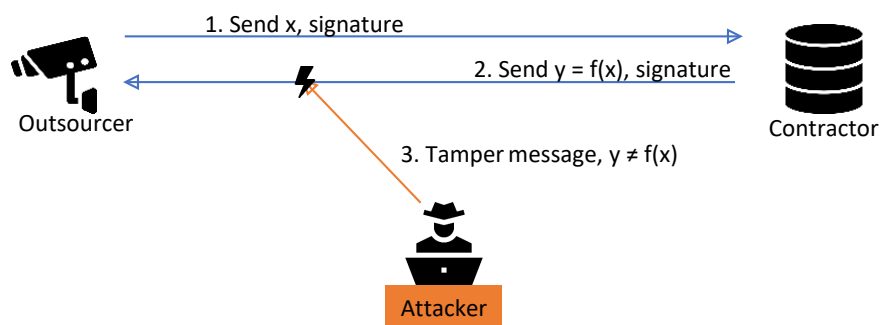 1. Send x, signature
2. Send y = f(x), signature
Outsourcer
Contractor
3. Tamper message, y ≠ f(x)
Attacker